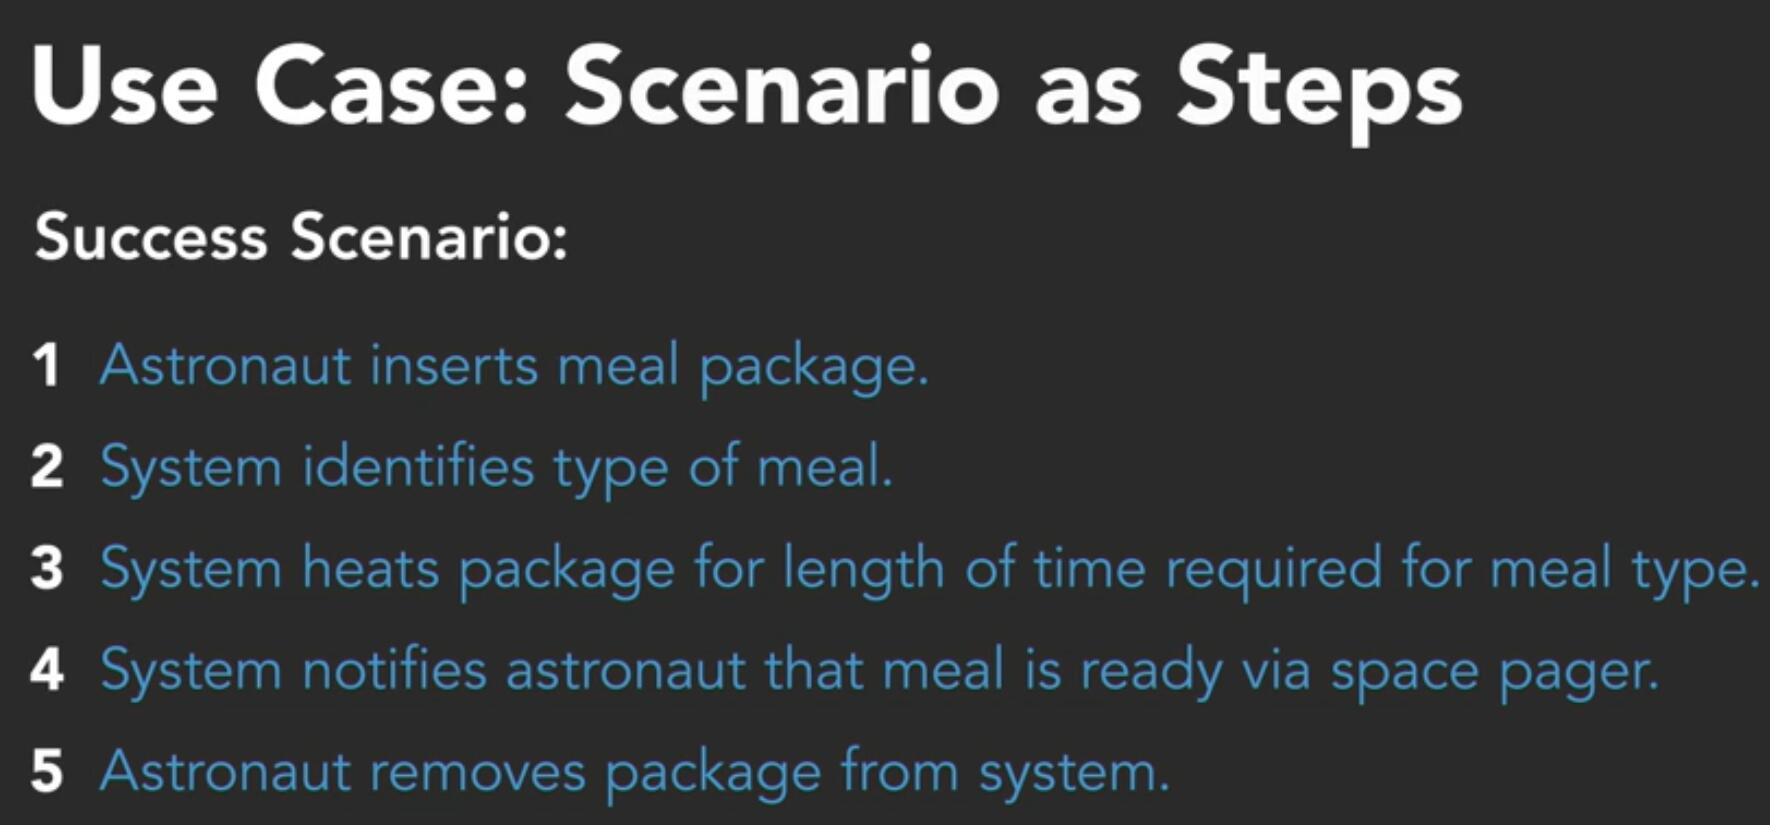 Use Case: Scenario as Steps
Success Scenario:
1 Astronaut inserts meal package.
2 System identifies type of meal.
3 System heats package for length of time required for meal type.
4 System notifies astronaut that meal is ready via space pager.
5 Astronaut removes package from system.